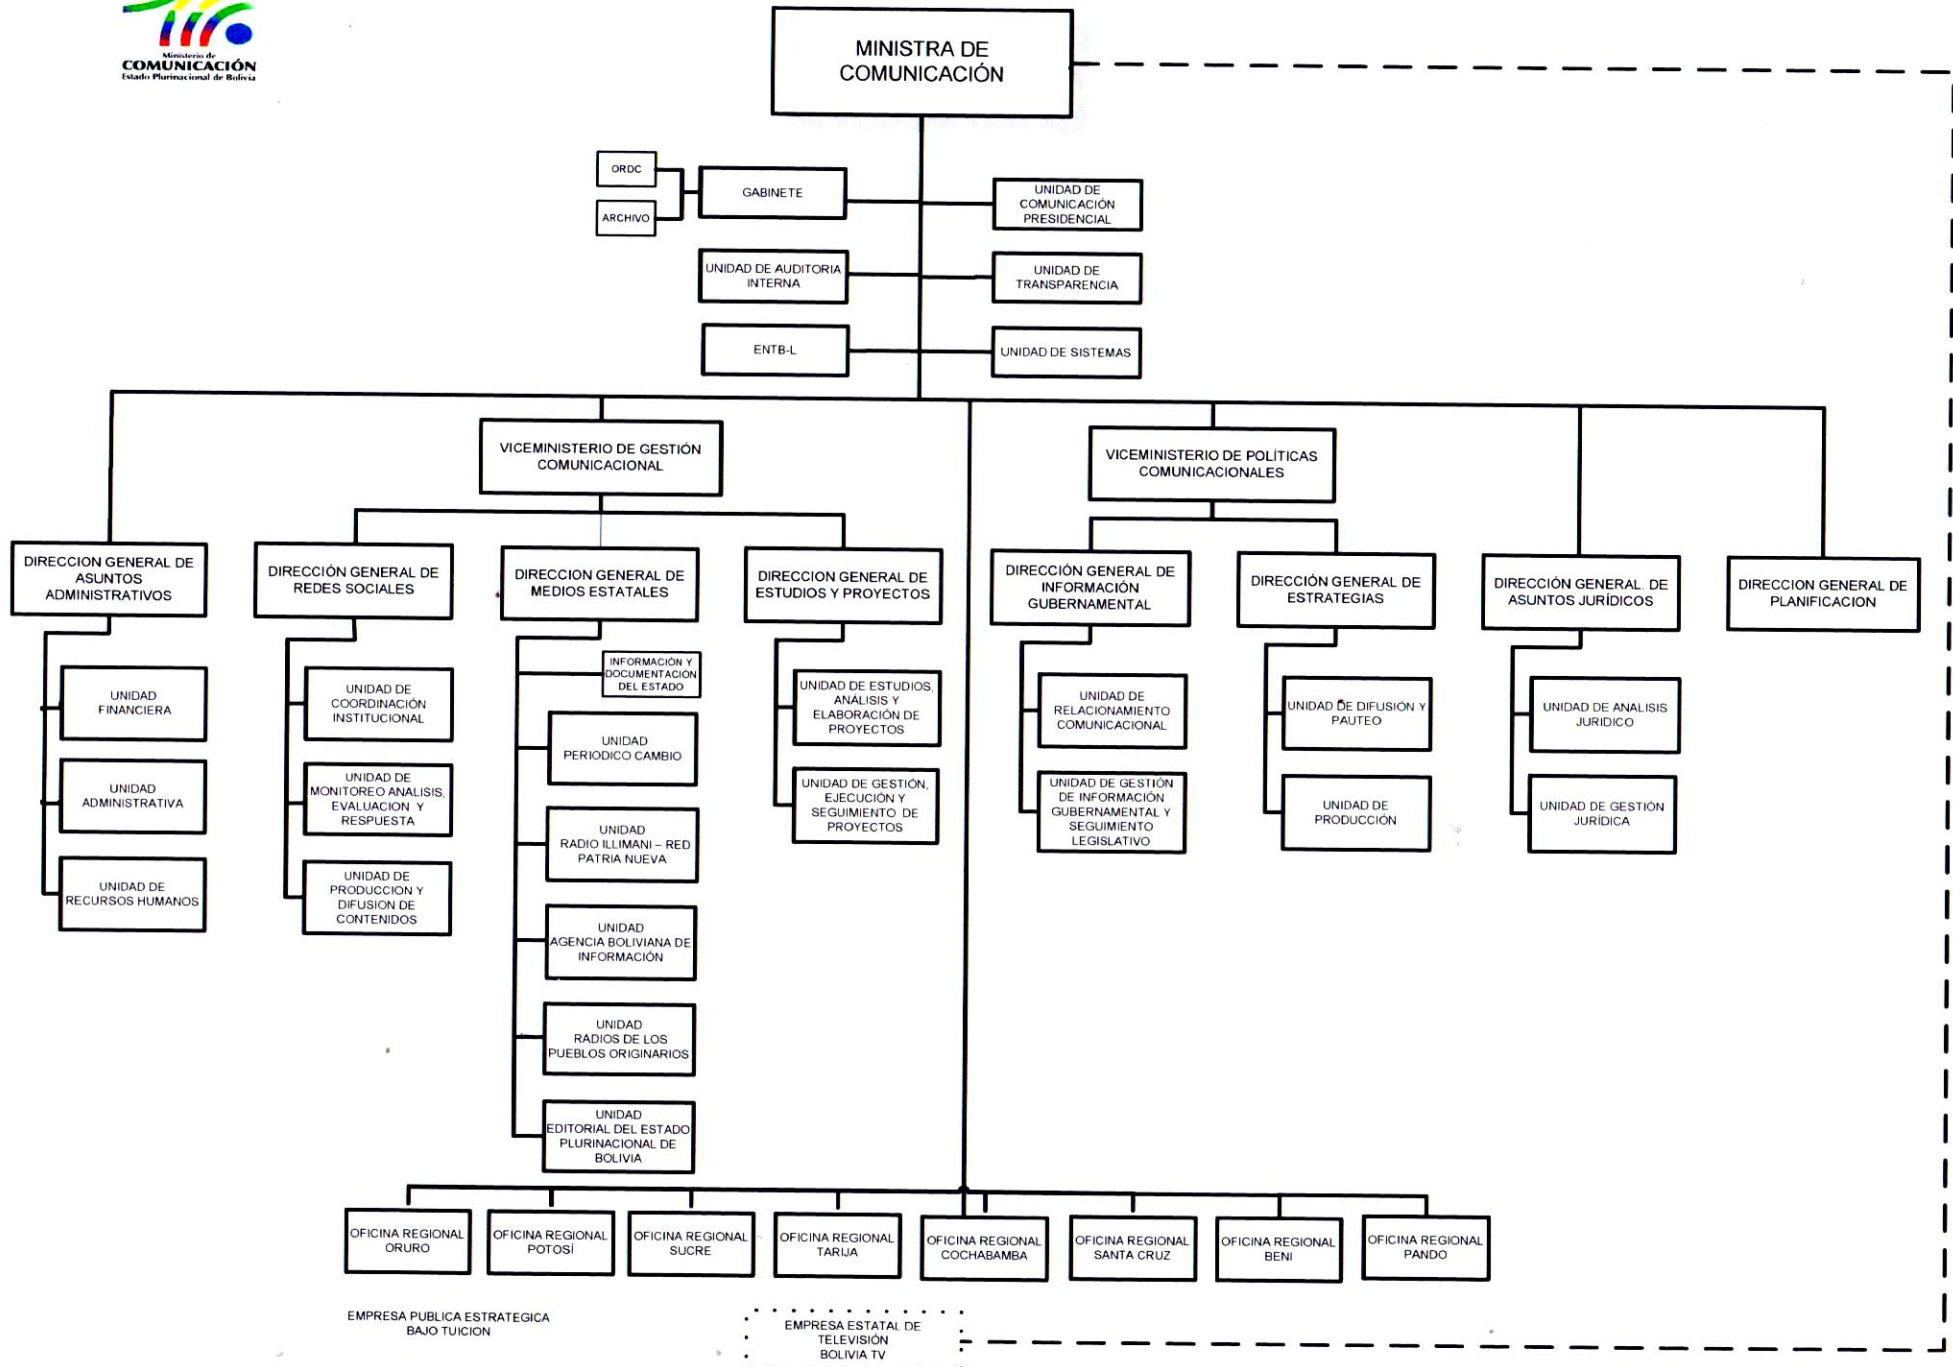 Ministerio de
COMUNICACIÓN
Estado Plurinacional de Bolivia
MINISTRA DE
COMUNICACIÓN
ORDC
ARCHIVO
GABINETE
UNIDAD DE
COMUNICACIÓN
PRESIDENCIAL
UNIDAD DE AUDITORIA
INTERNA
UNIDAD DE
TRANSPARENCIA
ENTB-L
UNIDAD DE SISTEMAS
VICEMINISTERIO DE GESTIÓN
COMUNICACIONAL
VICEMINISTERIO DE POLÍTICAS
COMUNICACIONALES
DIRECCION GENERAL DE
ASUNTOS
ADMINISTRATIVOS
DIRECCIÓN GENERAL DE
REDES SOCIALES
DIRECCION GENERAL DE
MEDIOS ESTATALES
DIRECCION GENERAL DE
ESTUDIOS Y PROYECTOS
DIRECCIÓN GENERAL DE
INFORMACIÓN
GUBERNAMENTAL
DIRECCIÓN GENERAL DE
ESTRATEGIAS
DIRECCIÓN GENERAL. DE
ASUNTOS JURÍDICOS
DIRECCION GENERAL DE
PLANIFICACION
UNIDAD
FINANCIERA
UNIDAD
ADMINISTRATIVA
UNIDAD DE
RECURSOS HUMANOS
UNIDAD DE
COORDINACIÓN
INSTITUCIONAL
UNIDAD DE
MONITOREO ANALISIS,
EVALUACION Y
RESPUESTA
UNIDAD DE
PRODUCCION Y
DIFUSION DE
CONTENIDOS
INFORMACIÓN Y
DOCUMENTACIÓN
DEL ESTADO
UNIDAD
PERIODICO CAMBIO
UNIDAD
RADIO ILLIMANI – RED
PATRIA NUEVA
UNIDAD
AGENCIA BOLIVIANA DE
INFORMACIÓN
UNIDAD
RADIOS DE LOS
PUEBLOS ORIGINARIOS
UNIDAD
EDITORIAL DEL ESTADO
PLURINACIONAL DE
BOLIVIA
UNIDAD DE ESTUDIOS,
ANÁLISIS Y
ELABORACIÓN DE
PROYECTOS
UNIDAD DE GESTIÓN,
EJECUCIÓN Y
SEGUIMIENTO DE
PROYECTOS
UNIDAD DE
RELACIONAMIENTO
COMUNICACIONAL
UNIDAD DE GESTIÓN
DE INFORMACIÓN
GUBERNAMENTAL Y
SEGUIMIENTO
LEGISLATIVO
UNIDAD DE DIFUSIÓN Y
PAUTEO
UNIDAD DE
PRODUCCIÓN
UNIDAD DE ANALISIS
JURIDICO
UNIDAD DE GESTIÓN
JURÍDICA
OFICINA REGIONAL
ORURO
OFICINA REGIONAL
POTOSÍ
OFICINA REGIONAL
SUCRE
OFICINA REGIONAL
TARIJA
OFICINA REGIONAL
COCHABAMBA
OFICINA REGIONAL
SANTA CRUZ
OFICINA REGIONAL
BENI
OFICINA REGIONAL
PANDO
EMPRESA PUBLICA ESTRATEGICA
BAJO TUICION
EMPRESA ESTATAL DE
TELEVISIÓN
BOLIVIA TV